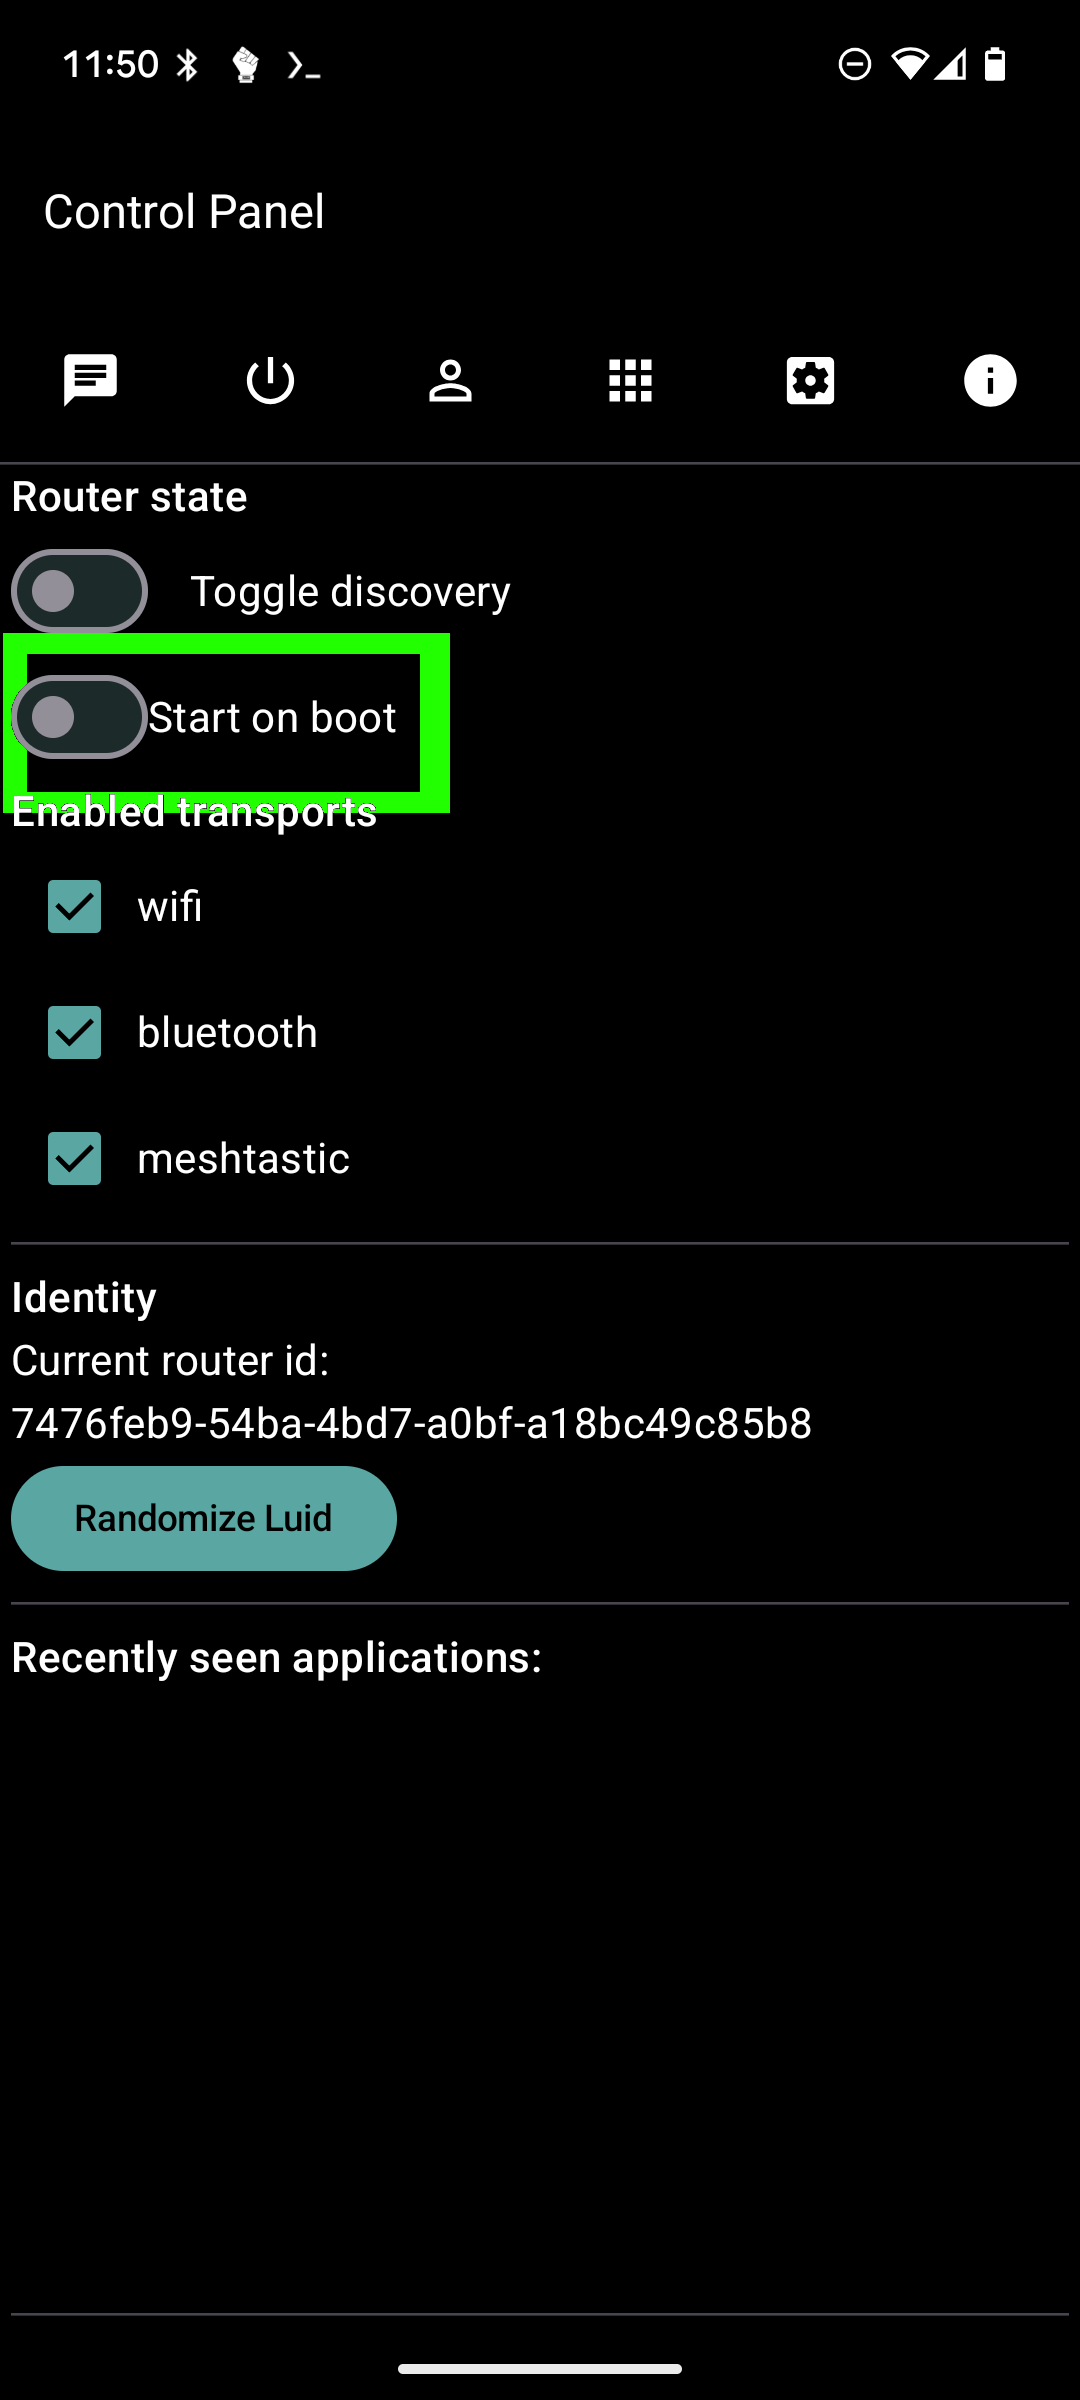 11:50
Control Panel
Router state
Toggle discovery
Start on boot
Enabled transports
wifi
bluetooth
meshtastic
Identity
Current router id:
7476feb9-54ba-4bd7-a0bf-a18bc49c85b8
Randomize Luid
Recently seen applications: